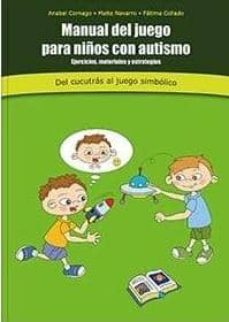 Anabel Cornago - Maite Navarro - Fátima Collado
Manual del juego
para niños con autismo
Ejercicios, materiales y estrategias
Del cucutrás al juego simbólico